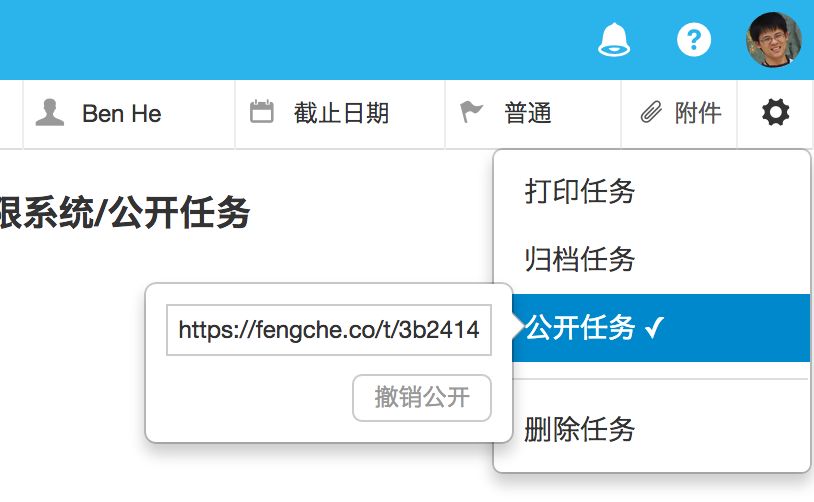 ?
Ben He
截止日期
普通
附件
限系统/公开任务
打印任务
归档任务
公开任务 ✓
https://fengche.co/t/3b2414
撤销公开
删除任务